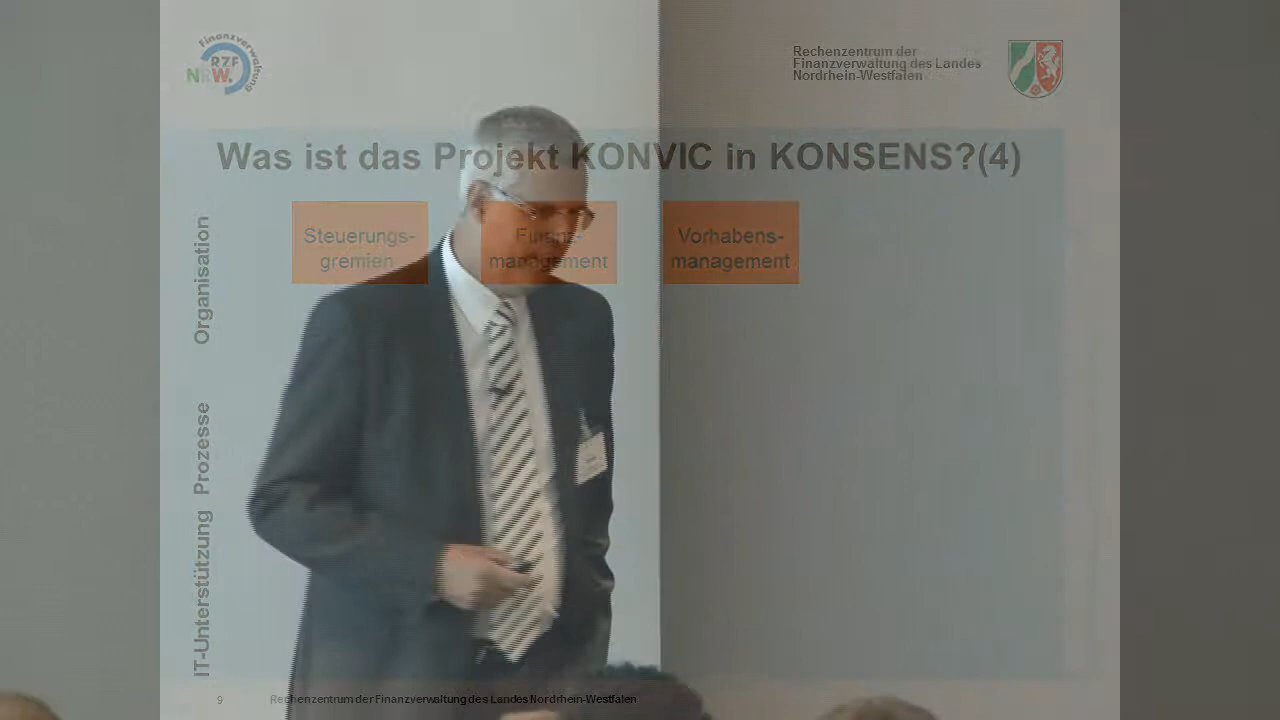 Finanzverwaltung
RZF
NRW.
Rechenzentrum der
Finanzverwaltung des Landes
Nordrhein-Westfalen
Was ist das Projekt KONVIC in KONSENS?(4)
Organisation
Steuerungs-
gremien
Finanz-
management
Vorhabens-
management
Prozesse
IT-Unterstützung
9
Rechenzentrum der Finanzverwaltung des Landes Nordrhein-Westfalen